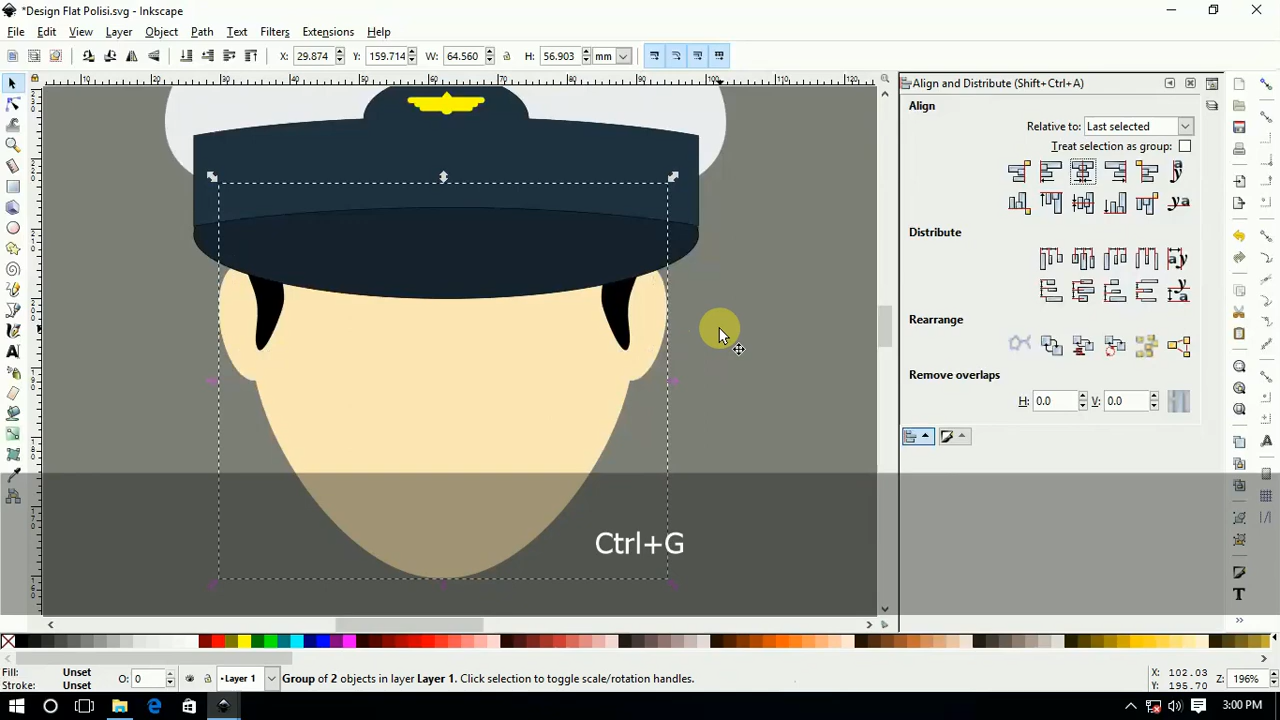 *Design Flat Polisi.svg - Inkscape
File Edit View Layer Object Path Text Filters Extensions Help
X: 29.874 Y: 159.714 W: 64.560 H: 56.903 mm
Align and Distribute (Shift+Ctrl+A)
Align
Relative to: Last selected
Treat selection as group:
Distribute
Rearrange
Remove overlaps
H: 0.0 V: 0.0
Ctrl+G
Fill: Unset
Stroke: Unset
O: 0
Layer 1
Group of 2 objects in layer Layer 1. Click selection to toggle scale/rotation handles.
X: 102.03
Y: 195.70
Z: 196%
3:00 PM